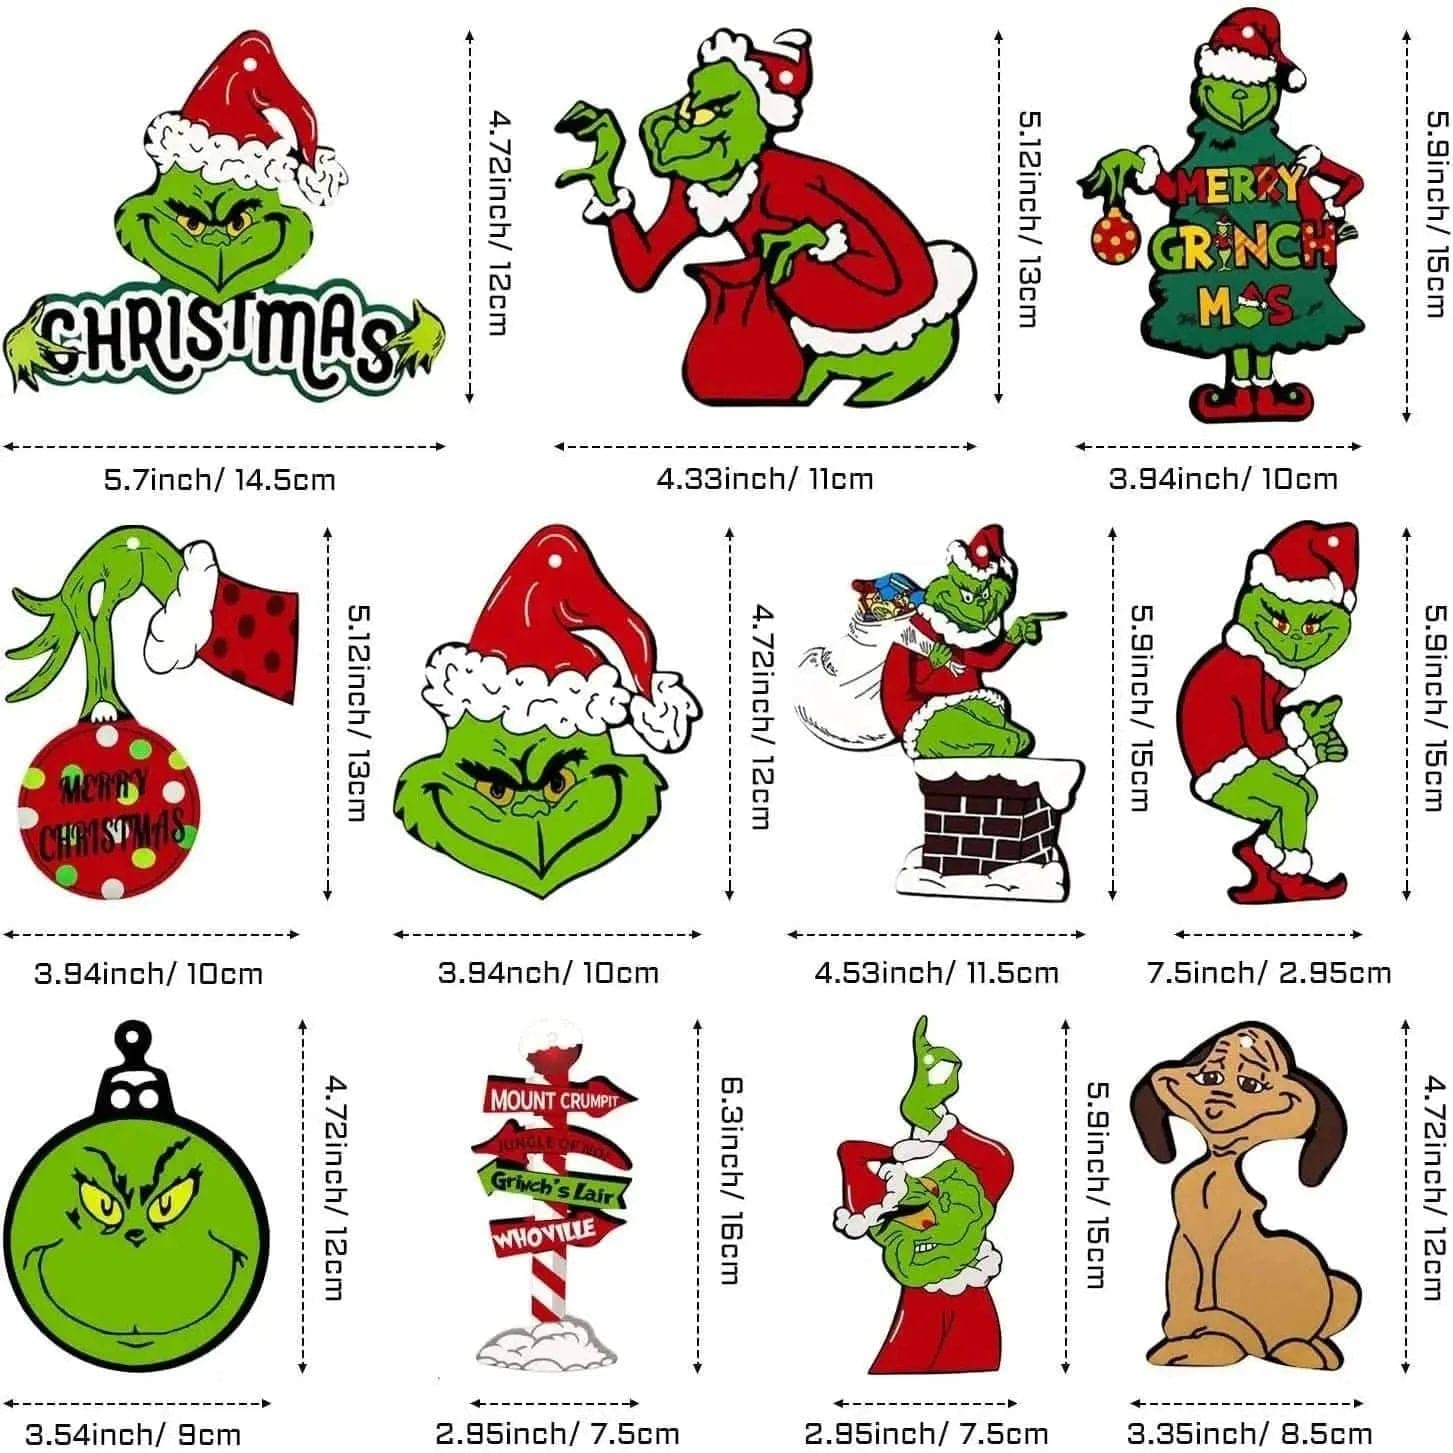 CHRISTMAS
4.72inch/ 12cm
5.7inch/ 14.5cm
5.12inch/ 13cm
4.33inch/ 11cm
MERRY
GRINCH
MAS
5.9inch/ 15cm
3.94inch/ 10cm
MERRY
CHRISTMAS
5.12inch/ 13cm
3.94inch/ 10cm
4.72inch/ 12cm
3.94nch/ 10cm
5.9inch/ 15cm
4.53inch/ 11.5cm
5.9inch/ 15cm
7.5inch/ 2.95cm
4.72inch/ 12cm
3.54inch/ 9cm
MOUNT CRUMPIT
JUNGLE OF
Grinch's Lair
WHOVILLE
6.3inch/ 16cm
2.95inch/ 7.5cm
5.9inch/ 15cm
2.95inch/ 7.5cm
4.72inch/ 12cm
3.35inch/ 8.5cm